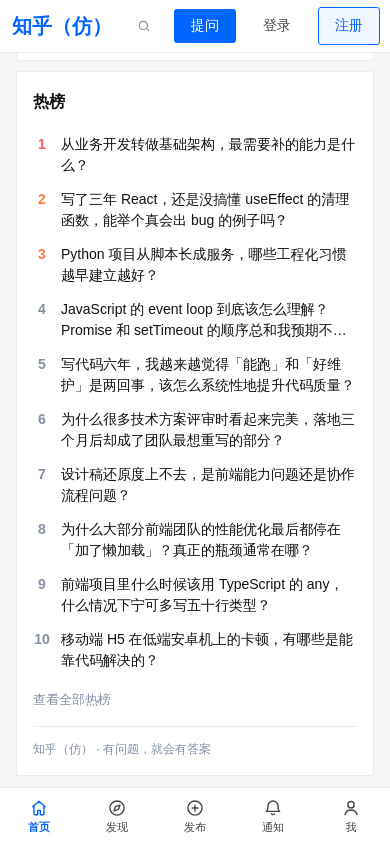 知乎（仿） 提问 登录 注册
热榜
1 从业务开发转做基础架构，最需要补的能力是什
么？
2 写了三年 React，还是没搞懂 useEffect 的清理
函数，能举个真会出 bug 的例子吗？
3 Python 项目从脚本长成服务，哪些工程化习惯
越早建立越好？
4 JavaScript 的 event loop 到底该怎么理解？
Promise 和 setTimeout 的顺序总和我预期不…
5 写代码六年，我越来越觉得「能跑」和「好维
护」是两回事，该怎么系统性地提升代码质量？
6 为什么很多技术方案评审时看起来完美，落地三
个月后却成了团队最想重写的部分？
7 设计稿还原度上不去，是前端能力问题还是协作
流程问题？
8 为什么大部分前端团队的性能优化最后都停在
「加了懒加载」？真正的瓶颈通常在哪？
9 前端项目里什么时候该用 TypeScript 的 any，
什么情况下宁可多写五十行类型？
10 移动端 H5 在低端安卓机上的卡顿，有哪些是能
靠代码解决的？
查看全部热榜
知乎（仿） · 有问题，就会有答案
首页 发现 发布 通知 我